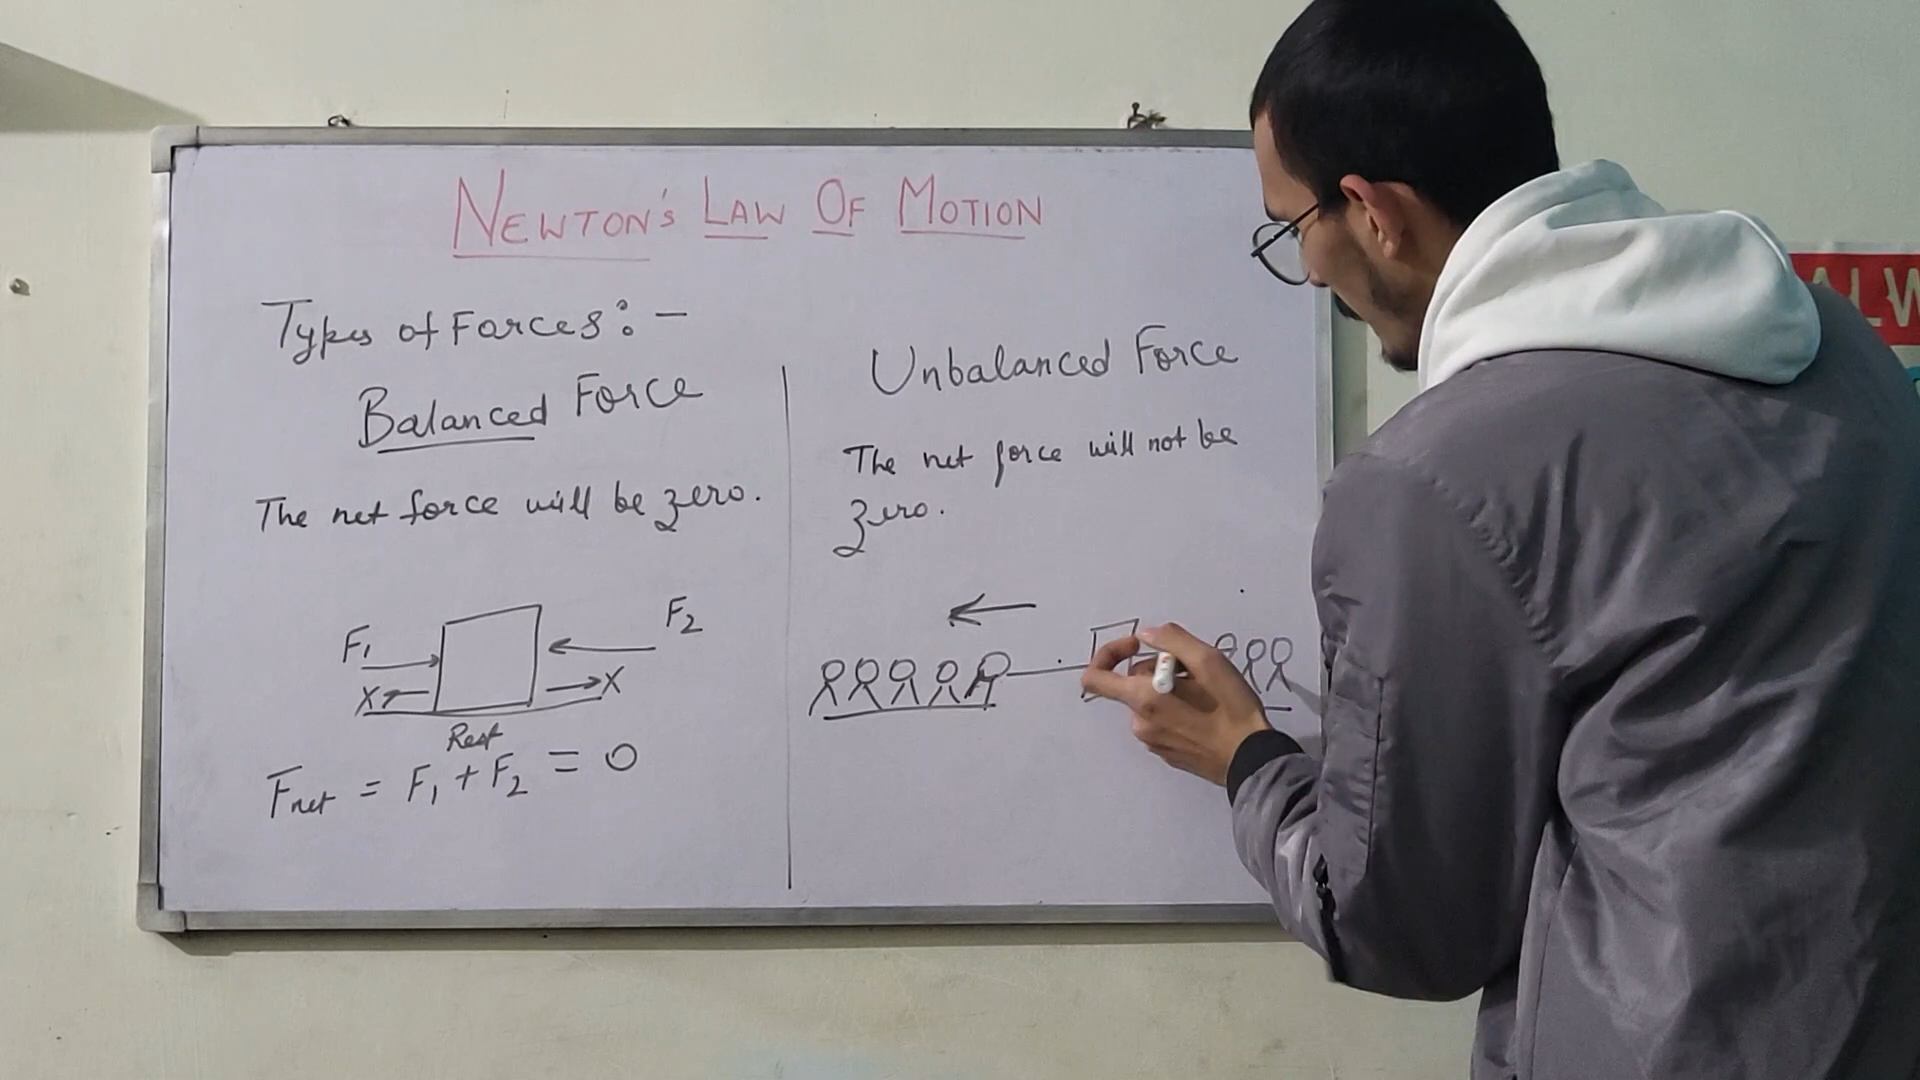 NEWTON'S LAW OF MOTION
Types of Forces:-
Balanced Force
The net force will be zero.
F₁
F₂
X
X
Rest
Fnet = F₁ + F₂ = 0
Unbalanced Force
The net force will not be
zero.
ALW